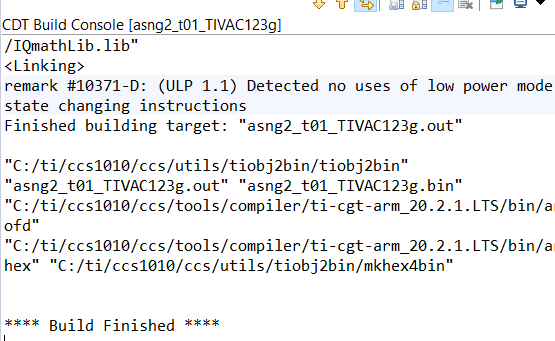 CDT Build Console [asng2_t01_TIVAC123g]
/IQmathLib.lib"
<Linking>
remark #10371-D: (ULP 1.1) Detected no uses of low power mode
state changing instructions
Finished building target: "asng2_t01_TIVAC123g.out"
"C:/ti/ccs1010/ccs/utils/tiobj2bin/tiobj2bin"
"asng2_t01_TIVAC123g.out" "asng2_t01_TIVAC123g.bin"
"C:/ti/ccs1010/ccs/tools/compiler/ti-cgt-arm_20.2.1.LTS/bin/ar
ofd"
"C:/ti/ccs1010/ccs/tools/compiler/ti-cgt-arm_20.2.1.LTS/bin/ar
hex" "C:/ti/ccs1010/ccs/utils/tiobj2bin/mkhex4bin"
**** Build Finished ****